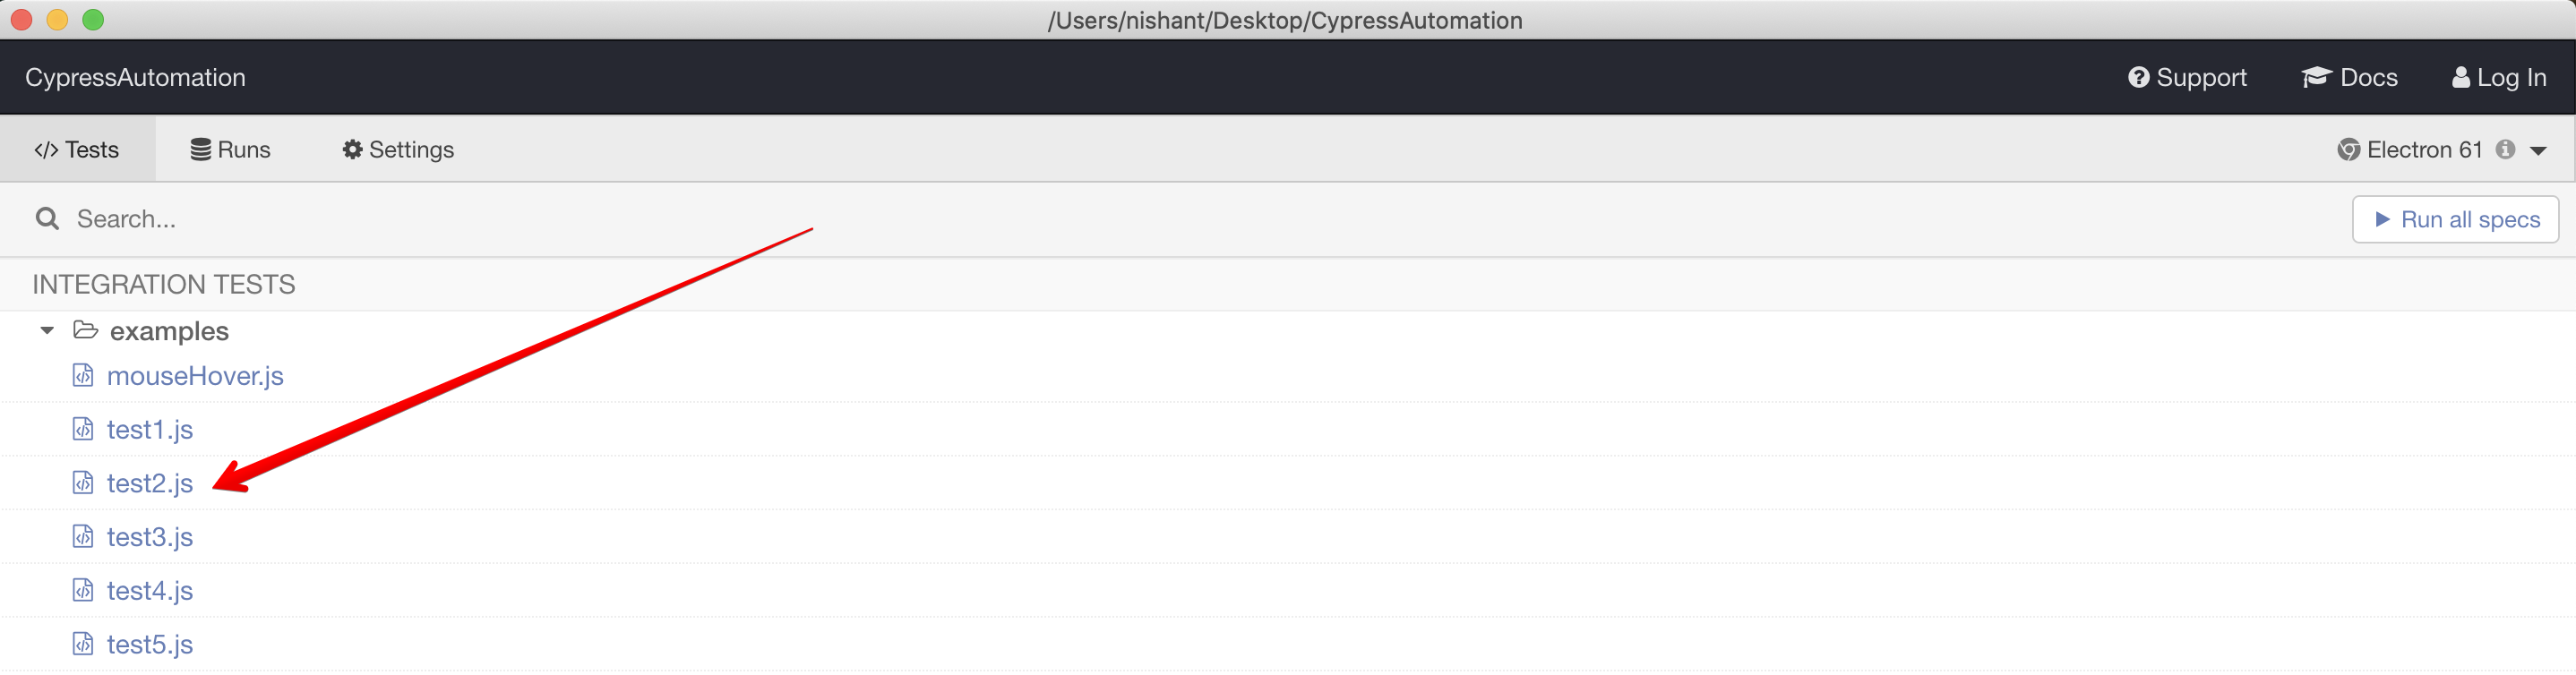 /Users/nishant/Desktop/CypressAutomation
CypressAutomation Support Docs Log In
</> Tests Runs Settings Electron 61
Search... Run all specs
INTEGRATION TESTS
examples
mouseHover.js
test1.js
test2.js
test3.js
test4.js
test5.js